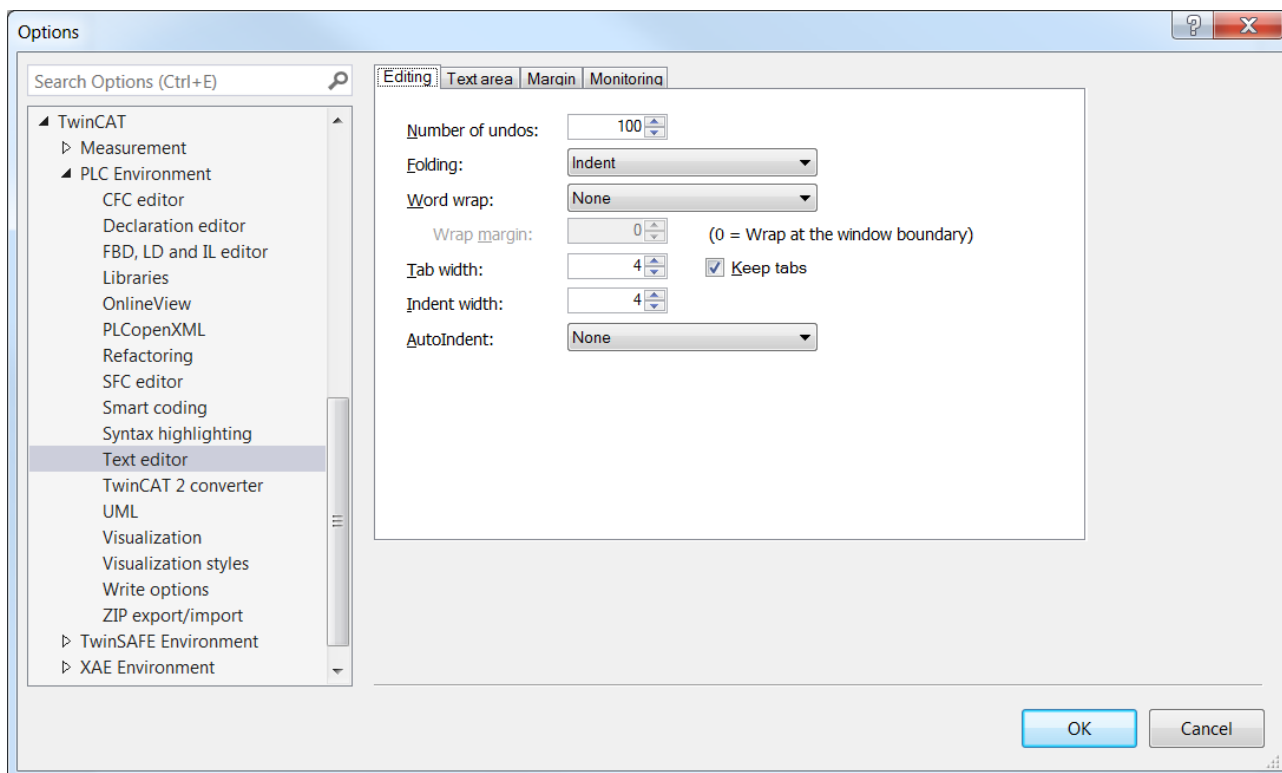 Options
Search Options (Ctrl+E)
TwinCAT
Measurement
PLC Environment
CFC editor
Declaration editor
FBD, LD and IL editor
Libraries
OnlineView
PLCopenXML
Refactoring
SFC editor
Smart coding
Syntax highlighting
Text editor
TwinCAT 2 converter
UML
Visualization
Visualization styles
Write options
ZIP export/import
TwinSAFE Environment
XAE Environment
Editing Text area Margin Monitoring
Number of undos: 100
Folding: Indent
Word wrap: None
Wrap margin: 0 (0 = Wrap at the window boundary)
Tab width: 4 Keep tabs
Indent width: 4
AutoIndent: None
OK Cancel